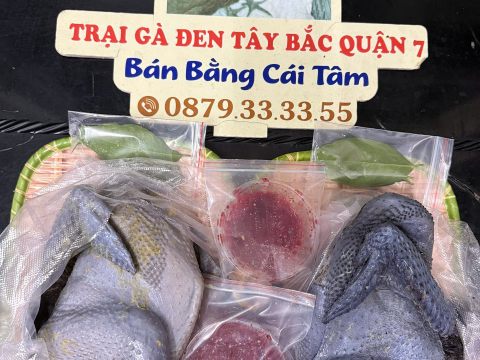 TRẠI GÀ ĐEN TÂY BẮC QUẬN 7
Bán Bằng Cái Tâm
0879.33.33.55